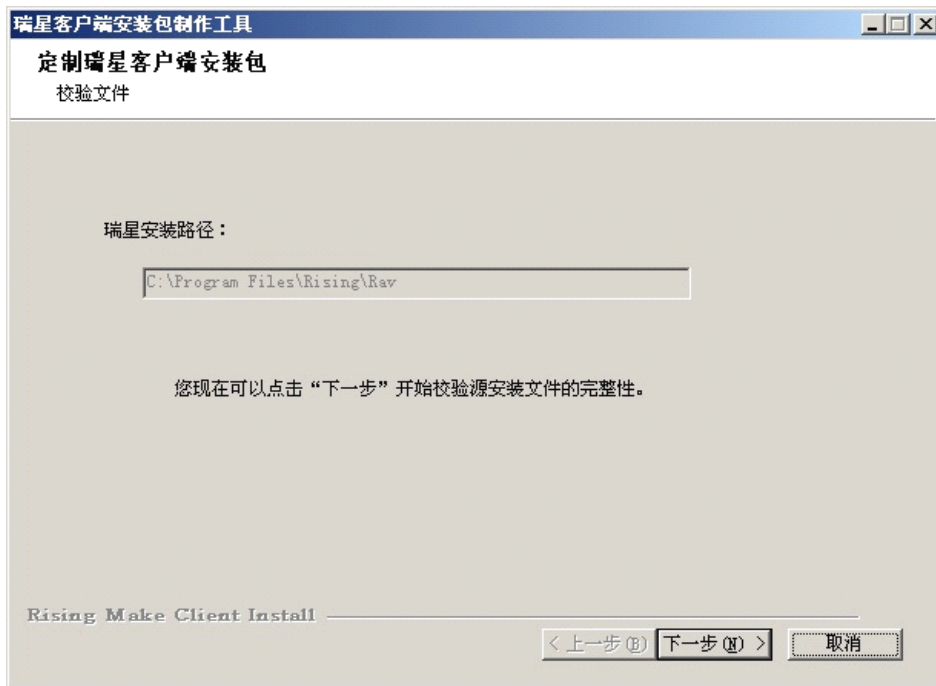 瑞星客户端安装包制作工具
定制瑞星客户端安装包
校验文件
瑞星安装路径：
C:\Program Files\Rising\Rav
您现在可以点击“下一步”开始校验源安装文件的完整性。
Rising Make Client Install
< 上一步(B) 下一步(N) > 取消